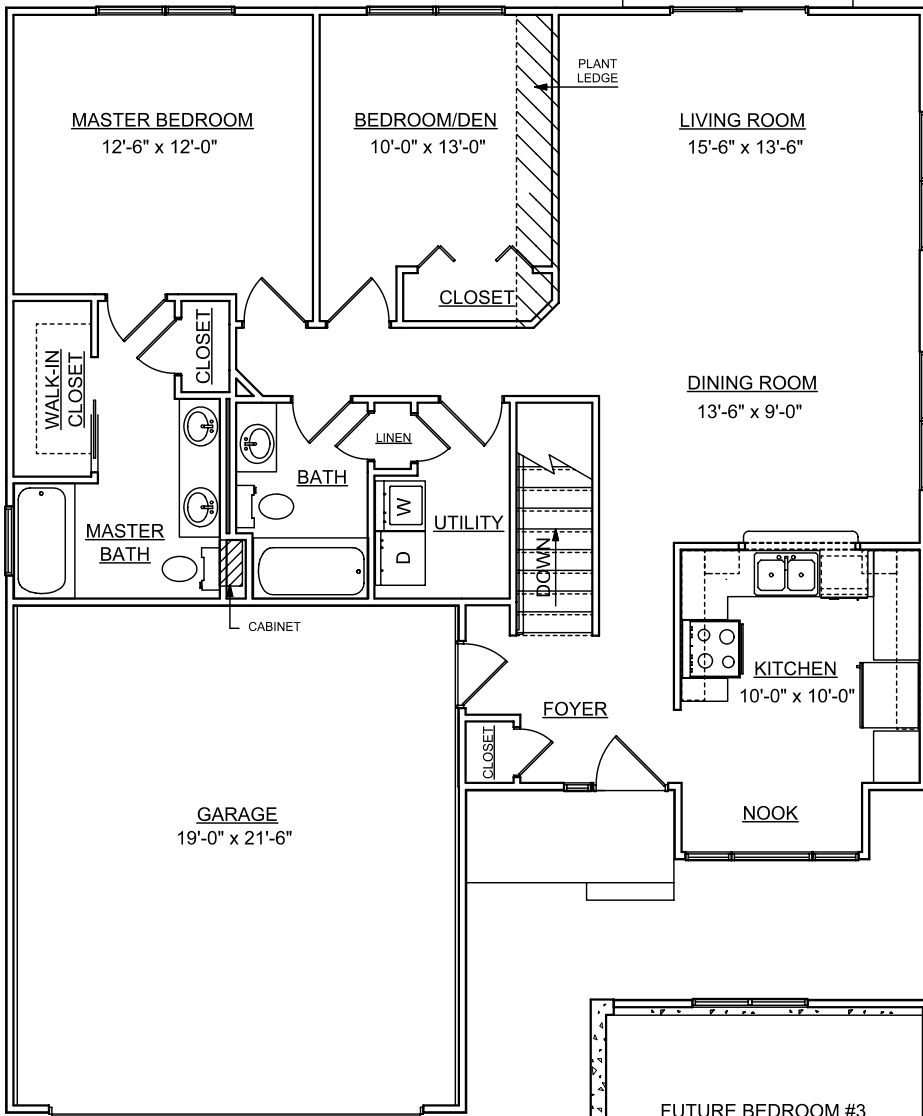 PLANT
LEDGE
MASTER BEDROOM
12'-6" x 12'-0"
BEDROOM/DEN
10'-0" x 13'-0"
LIVING ROOM
15'-6" x 13'-6"
CLOSET
CLOSET
WALK-IN
CLOSET
DINING ROOM
13'-6" x 9'-0"
LINEN
BATH
W
UTILITY
MASTER
BATH
D
DOWN
CABINET
KITCHEN
10'-0" x 10'-0"
FOYER
CLOSET
GARAGE
19'-0" x 21'-6"
NOOK
FUTURE BEDROOM #3